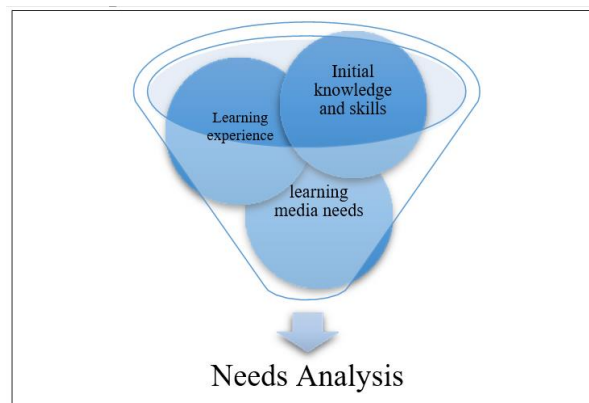 Initial
knowledge
and skills
Learning
experience
learning
media needs
Needs Analysis